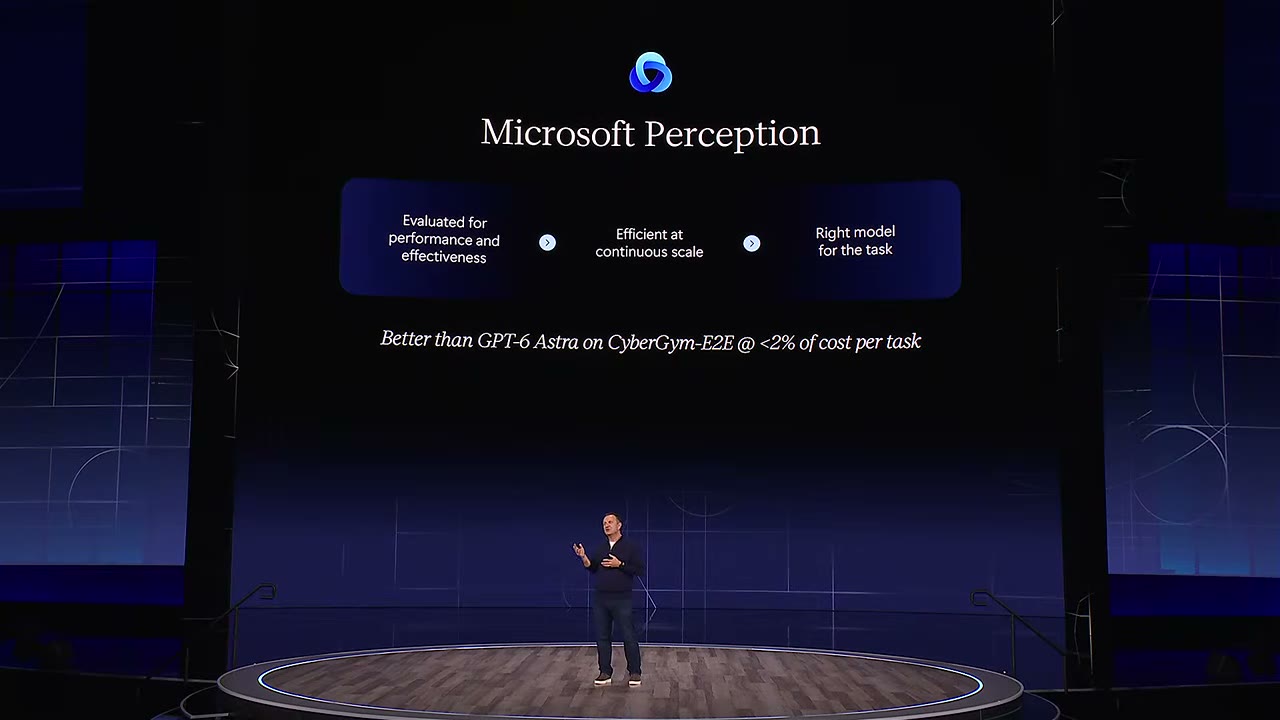 Microsoft Perception
Evaluated for
performance and
effectiveness
Efficient at
continuous scale
Right model
for the task
Better than GPT-6 Astra on CyberGym-E2E @ <2% of cost per task